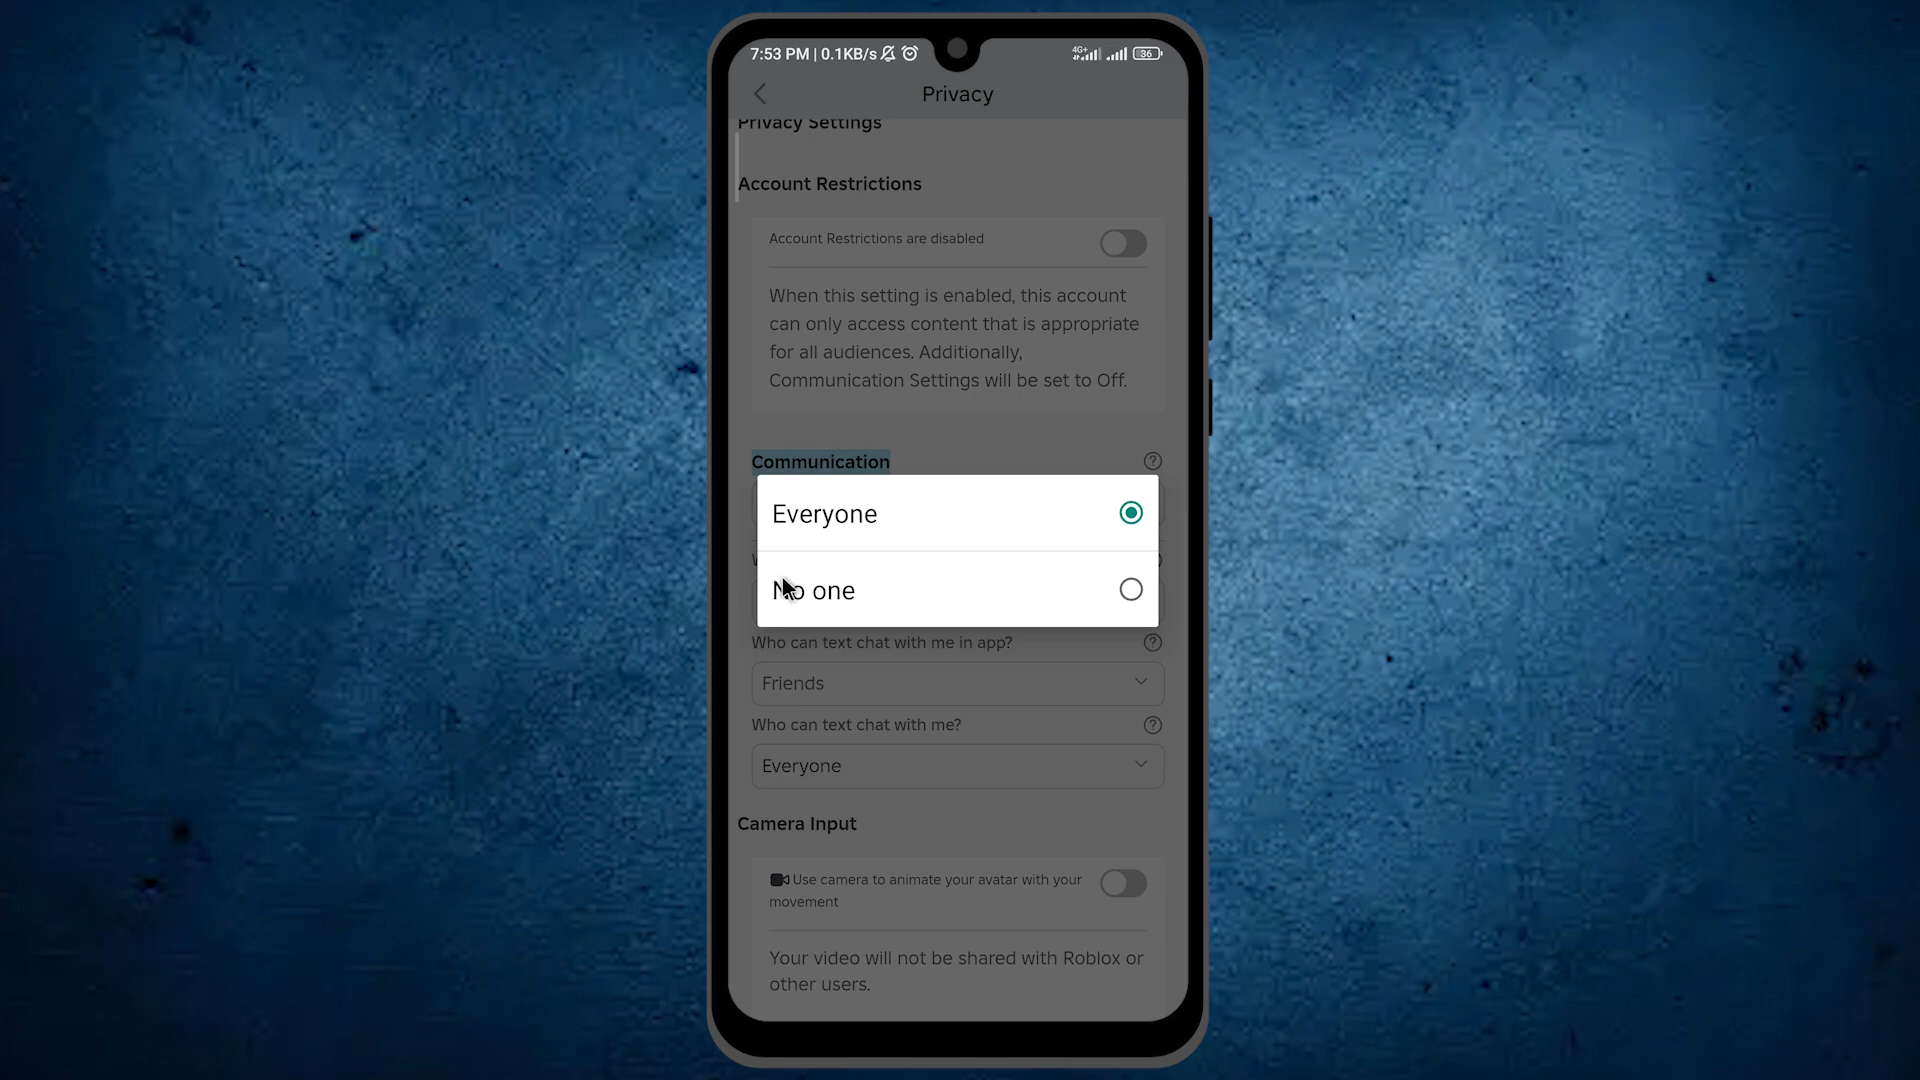 7:53 PM | 0.1KB/s
4G+
36
Privacy
Privacy Settings
Account Restrictions
Account Restrictions are disabled
When this setting is enabled, this account
can only access content that is appropriate
for all audiences. Additionally,
Communication Settings will be set to Off.
Communication
Everyone
No one
Who can text chat with me in app?
Friends
Who can text chat with me?
Everyone
Camera Input
Use camera to animate your avatar with your
movement
Your video will not be shared with Roblox or
other users.